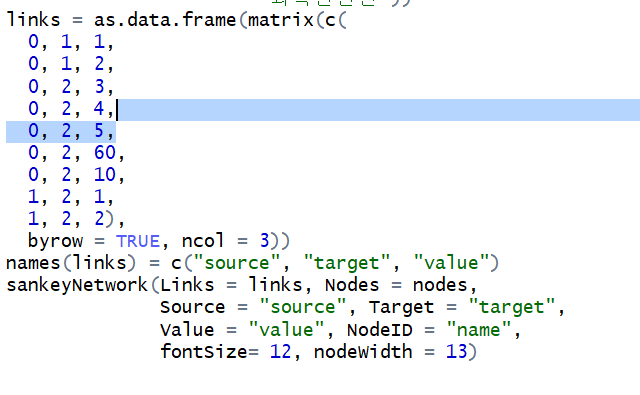 links = as.data.frame(matrix(c(
0, 1, 1,
0, 1, 2,
0, 2, 3,
0, 2, 4,
0, 2, 5,
0, 2, 60,
0, 2, 10,
1, 2, 1,
1, 2, 2),
byrow = TRUE, ncol = 3))
names(links) = c("source", "target", "value")
sankeyNetwork(Links = links, Nodes = nodes,
Source = "source", Target = "target",
Value = "value", NodeID = "name",
fontSize= 12, nodeWidth = 13)